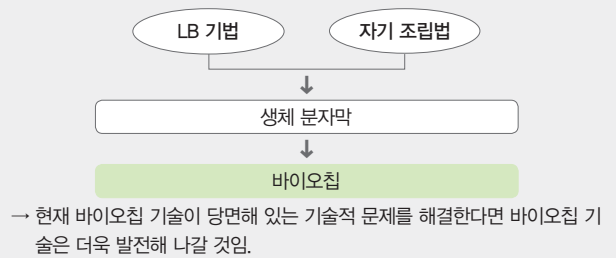 LB 기법
자기 조립법
↓
생체 분자막
↓
바이오칩
→ 현재 바이오칩 기술이 당면해 있는 기술적 문제를 해결한다면 바이오칩 기
술은 더욱 발전해 나갈 것임.